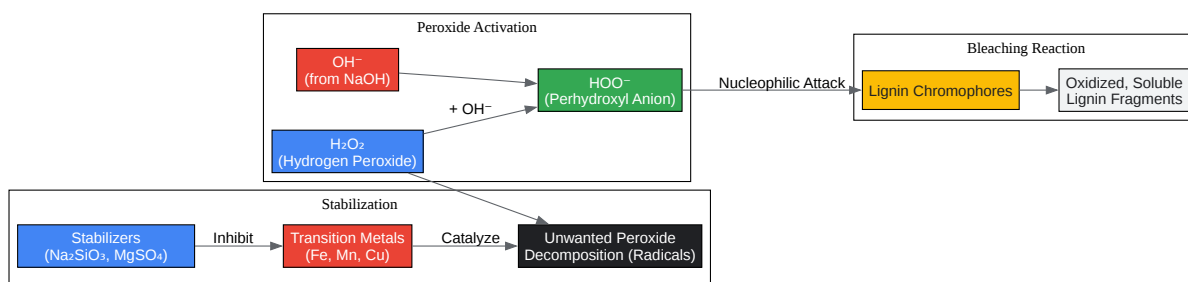 Peroxide Activation
OH⁻
(from NaOH)
HOO⁻
(Perhydroxyl Anion)
+ OH⁻
H₂O₂
(Hydrogen Peroxide)
Nucleophilic Attack
Bleaching Reaction
Lignin Chromophores
Oxidized, Soluble
Lignin Fragments
Stabilization
Stabilizers
(Na₂SiO₃, MgSO₄)
Inhibit
Transition Metals
(Fe, Mn, Cu)
Catalyze
Unwanted Peroxide
Decomposition (Radicals)